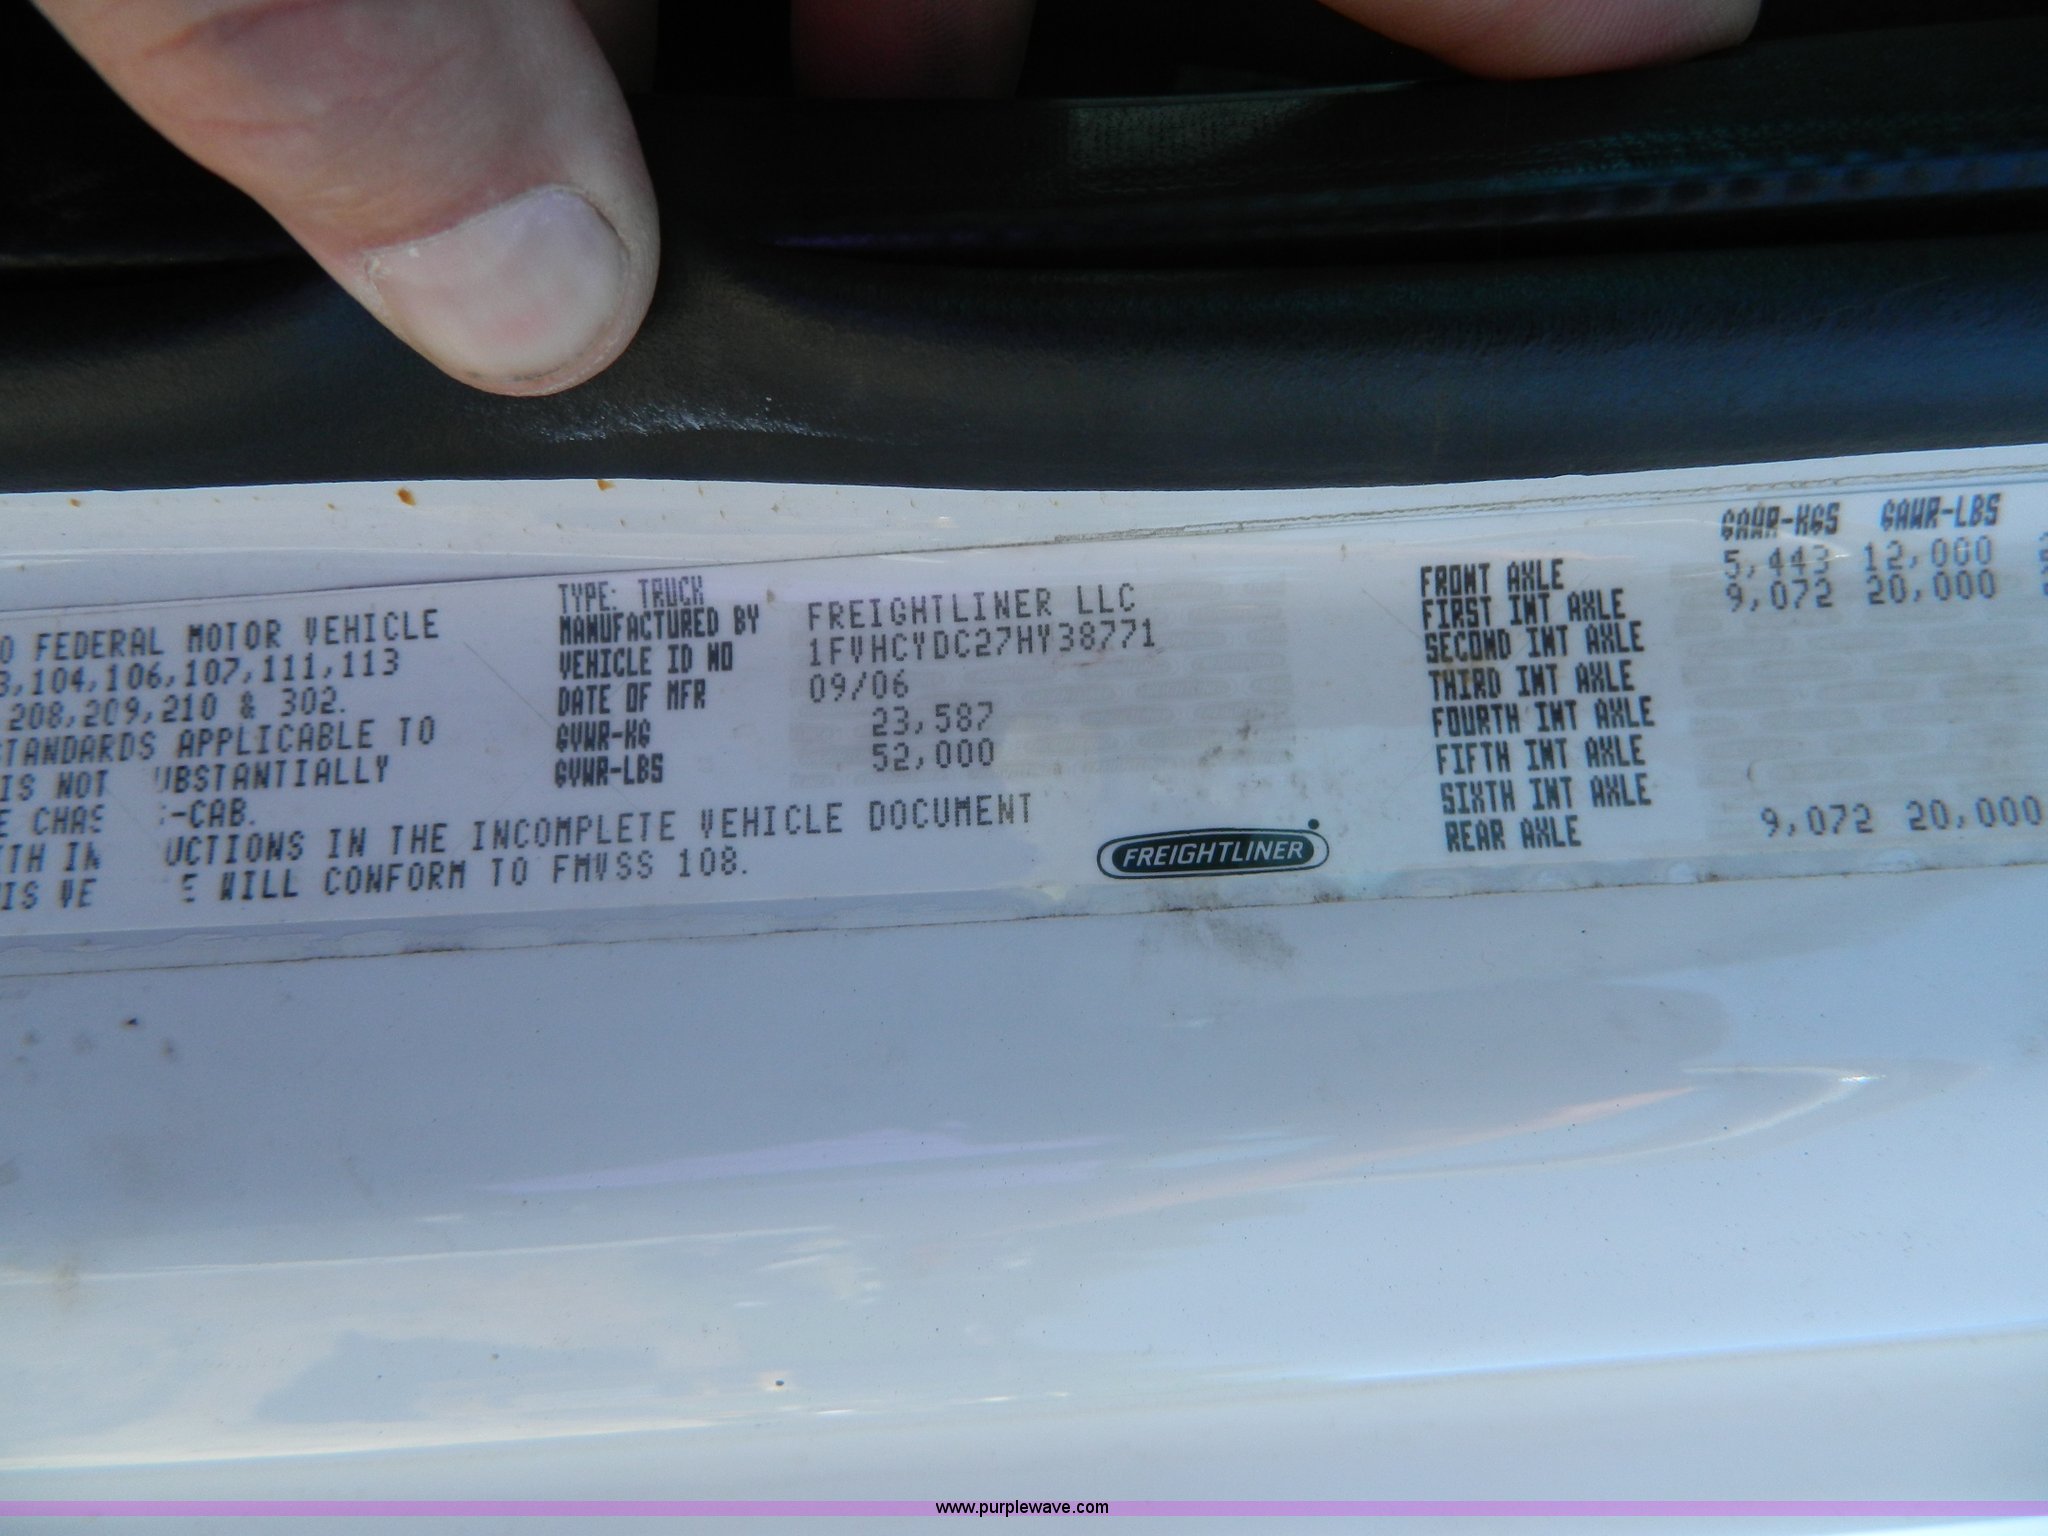 O FEDERAL MOTOR VEHICLE
3,104,106,107,111,113
208,209,210 & 302.
STANDARDS APPLICABLE TO
IS NOT UBSTANTIALLY
E CHAS -CAB.
ITH IN UCTIONS IN THE INCOMPLETE VEHICLE DOCUMENT
IS VE E WILL CONFORM TO FMVSS 108.
TYPE: TRUCK
MANUFACTURED BY FREIGHTLINER LLC
VEHICLE ID NO 1FVHCYDC27HY38771
DATE OF MFR 09/06
GVWR-KG 23,587
GVWR-LBS 52,000
FREIGHTLINER
GAWR-KGS GAWR-LBS
FRONT AXLE 5,443 12,000
FIRST INT AXLE 9,072 20,000
SECOND INT AXLE
THIRD INT AXLE
FOURTH INT AXLE
FIFTH INT AXLE
SIXTH INT AXLE
REAR AXLE 9,072 20,000
www.purplewave.com